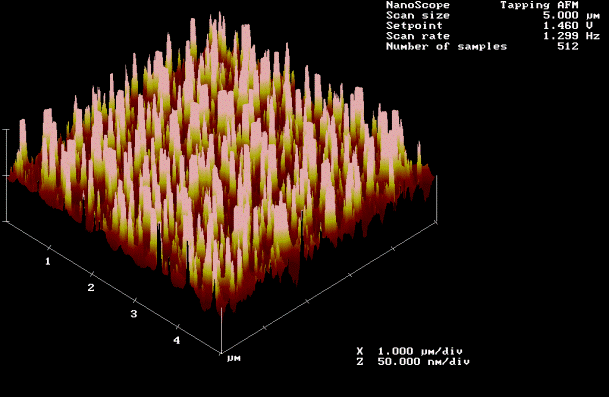 NanoScope Tapping AFM
Scan size 5.000 µm
Setpoint 1.460 V
Scan rate 1.299 Hz
Number of samples 512
1
2
3
4
µM
X 1.000 µm/div
Z 50.000 nm/div